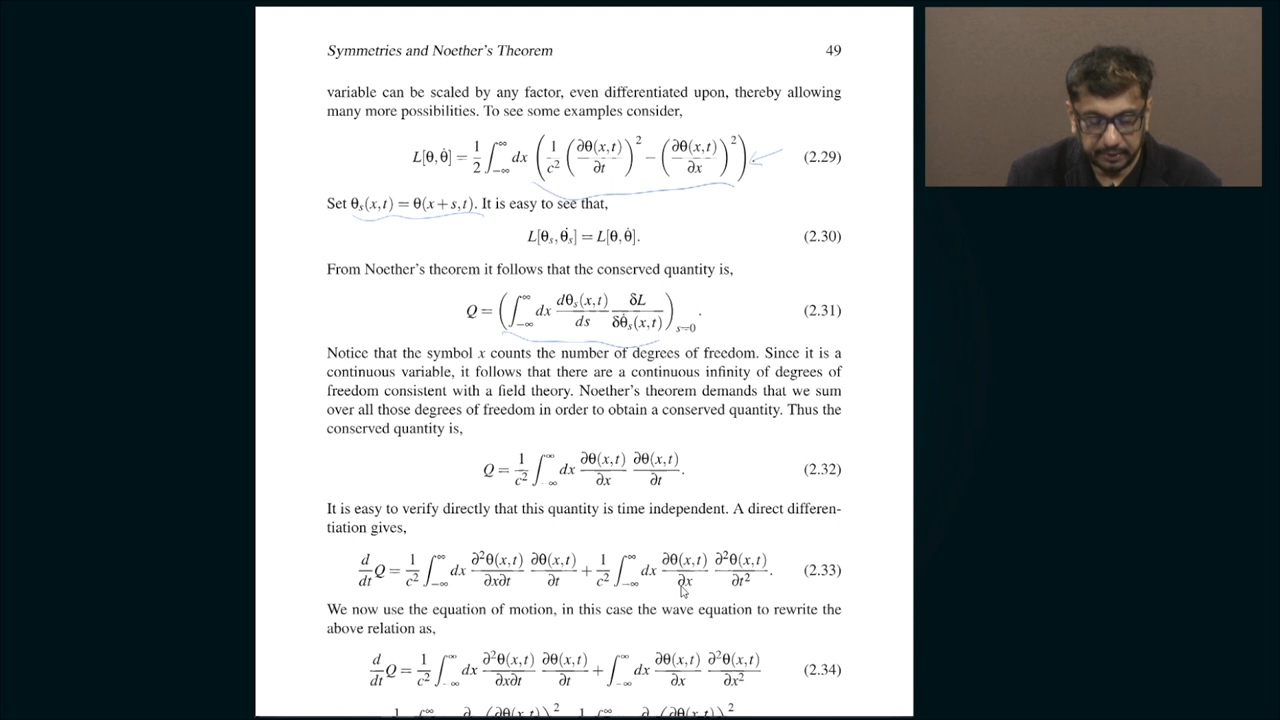 Symmetries and Noether's Theorem 49
variable can be scaled by any factor, even differentiated upon, thereby allowing
many more possibilities. To see some examples consider,
L[θ,θ̇] = 1/2 ∫_{-∞}^{∞} dx ( 1/c² ( ∂θ(x,t)/∂t )² − ( ∂θ(x,t)/∂x )² ). (2.29)
Set θₛ(x,t) = θ(x+s,t). It is easy to see that,
L[θₛ,θ̇ₛ] = L[θ,θ̇]. (2.30)
From Noether's theorem it follows that the conserved quantity is,
Q = ( ∫_{-∞}^{∞} dx dθₛ(x,t)/ds δL/δθ̇ₛ(x,t) )_{s=0}. (2.31)
Notice that the symbol x counts the number of degrees of freedom. Since it is a
continuous variable, it follows that there are a continuous infinity of degrees of
freedom consistent with a field theory. Noether's theorem demands that we sum
over all those degrees of freedom in order to obtain a conserved quantity. Thus the
conserved quantity is,
Q = 1/c² ∫_{-∞}^{∞} dx ∂θ(x,t)/∂x ∂θ(x,t)/∂t. (2.32)
It is easy to verify directly that this quantity is time independent. A direct differen-
tiation gives,
d/dt Q = 1/c² ∫_{-∞}^{∞} dx ∂²θ(x,t)/∂x∂t ∂θ(x,t)/∂t + 1/c² ∫_{-∞}^{∞} dx ∂θ(x,t)/∂x ∂²θ(x,t)/∂t². (2.33)
We now use the equation of motion, in this case the wave equation to rewrite the
above relation as,
d/dt Q = 1/c² ∫_{-∞}^{∞} dx ∂²θ(x,t)/∂x∂t ∂θ(x,t)/∂t + ∫_{-∞}^{∞} dx ∂θ(x,t)/∂x ∂²θ(x,t)/∂x² (2.34)